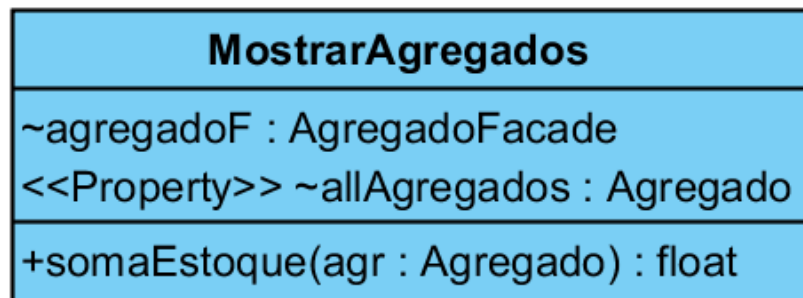 MostrarAgregados
~agregadoF : AgregadoFacade
<<Property>> ~allAgregados : Agregado
+somaEstoque(agr : Agregado) : float